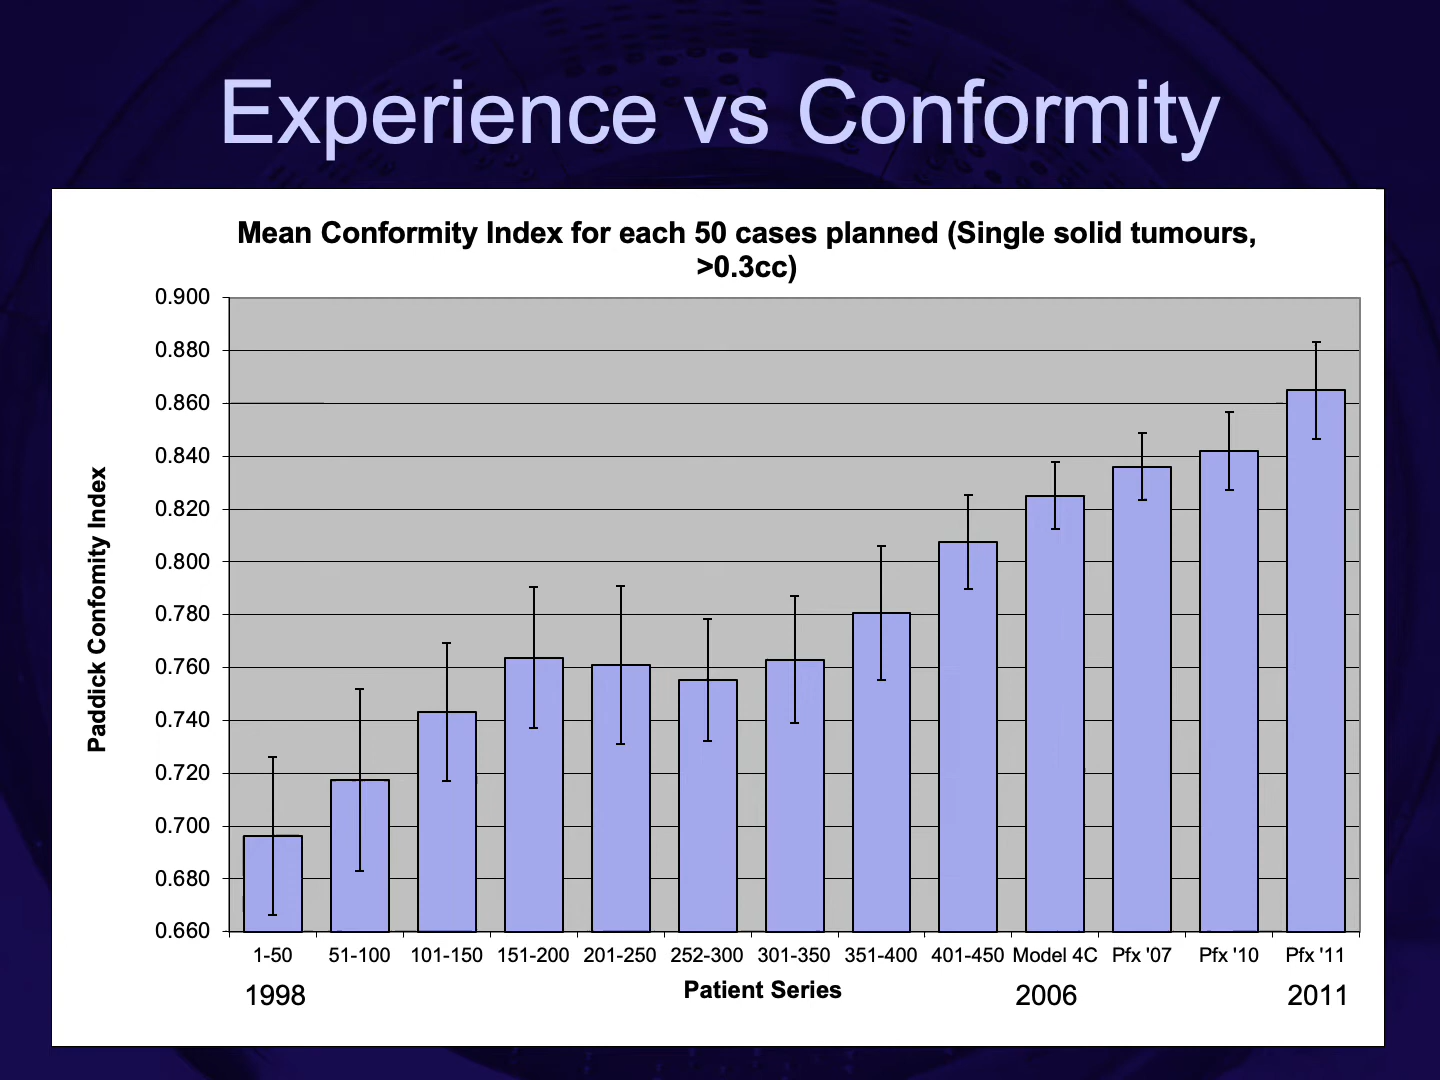 Experience vs Conformity
Mean Conformity Index for each 50 cases planned (Single solid tumours,
>0.3cc)
0.900
0.880
0.860
0.840
0.820
0.800
0.780
0.760
0.740
0.720
0.700
0.680
0.660
Paddick Confomity Index
1-50 51-100 101-150 151-200 201-250 252-300 301-350 351-400 401-450 Model 4C Pfx '07 Pfx '10 Pfx '11
Patient Series
1998 2006 2011